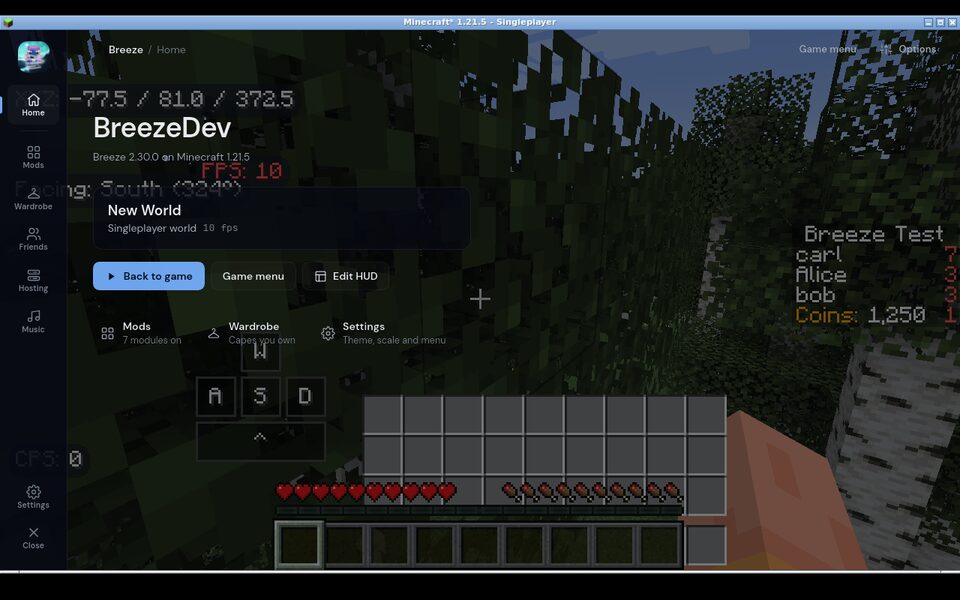 Minecraft* 1.21.5 - Singleplayer
Breeze / Home
Game menu
Options
XYZ: -77.5 / 81.0 / 372.5
Home
BreezeDev
Breeze 2.30.0 on Minecraft 1.21.5
FPS: 10
Mods
Facing: South (324°)
Wardrobe
New World
Singleplayer world 10 fps
Friends
Breeze Test
carl 7
Alice 3
bob 3
Coins: 1,250 1
Back to game
Game menu
Edit HUD
Hosting
Music
Mods
7 modules on
Wardrobe
Capes you own
Settings
Theme, scale and menu
W
A S D
^
CPS: 0
Settings
Close